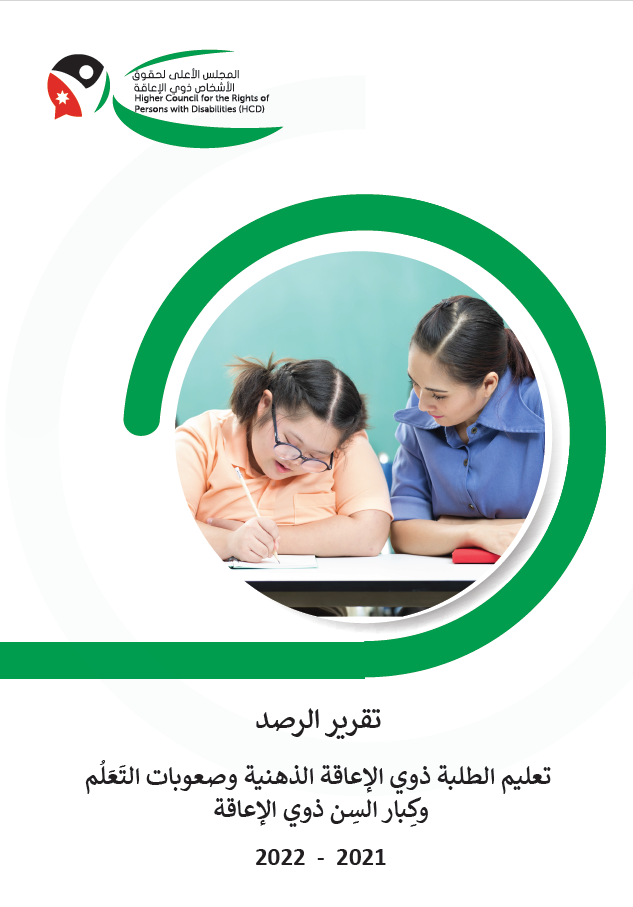 المجلس الأعلى لحقوق
الأشخاص ذوي الإعاقة
Higher Council for the Rights of
Persons with Disabilities (HCD)
تقرير الرصد
تعليم الطلبة ذوي الإعاقة الذهنية وصعوبات التَعَلُم
وكِبار السِن ذوي الإعاقة
2021 - 2022